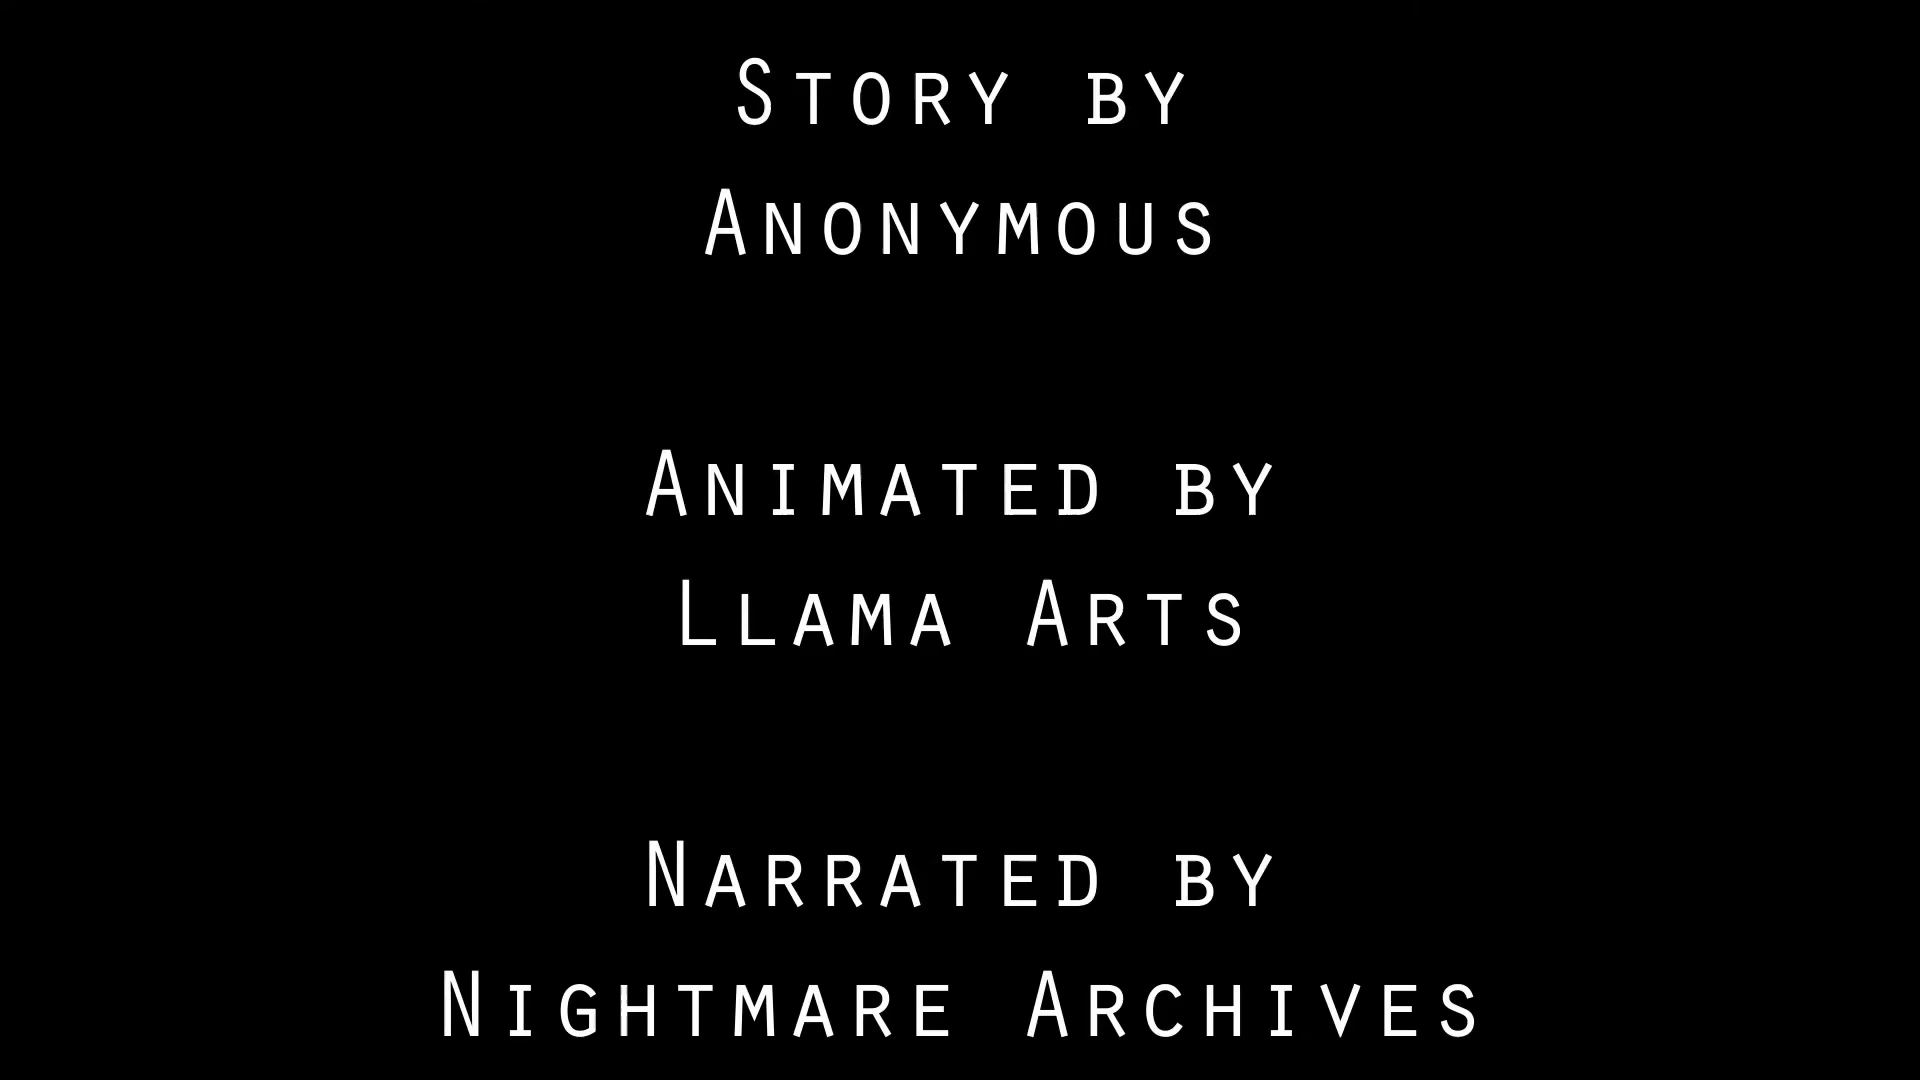 Story by
Anonymous
Animated by
Llama Arts
Narrated by
Nightmare Archives